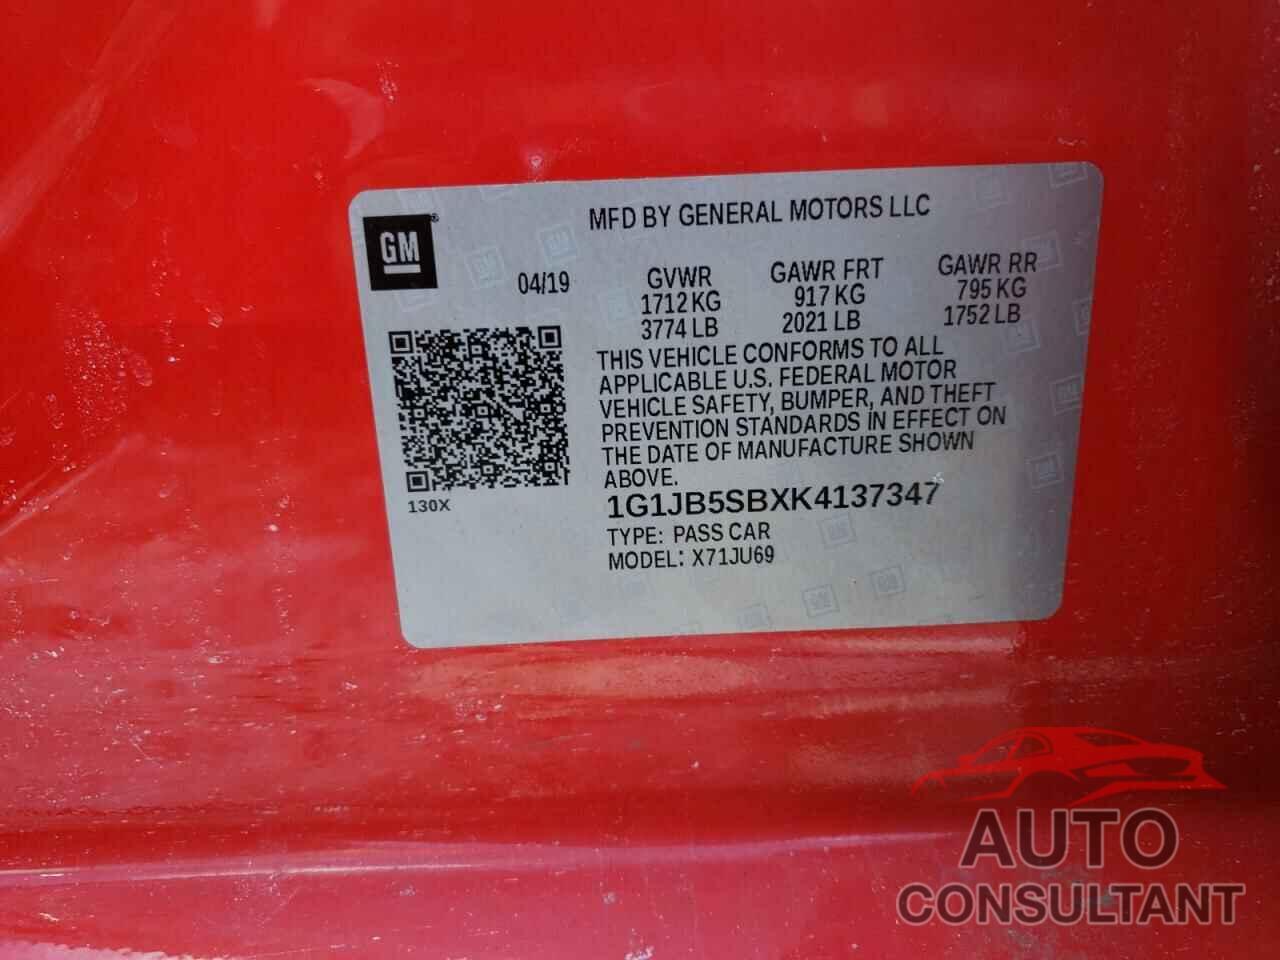 MFD BY GENERAL MOTORS LLC
GM®
04/19
GVWR GAWR FRT GAWR RR
1712 KG 917 KG 795 KG
3774 LB 2021 LB 1752 LB
THIS VEHICLE CONFORMS TO ALL
APPLICABLE U.S. FEDERAL MOTOR
VEHICLE SAFETY, BUMPER, AND THEFT
PREVENTION STANDARDS IN EFFECT ON
THE DATE OF MANUFACTURE SHOWN
ABOVE.
130X
1G1JB5SBXK4137347
TYPE: PASS CAR
MODEL: X71JU69
AUTO
CONSULTANT